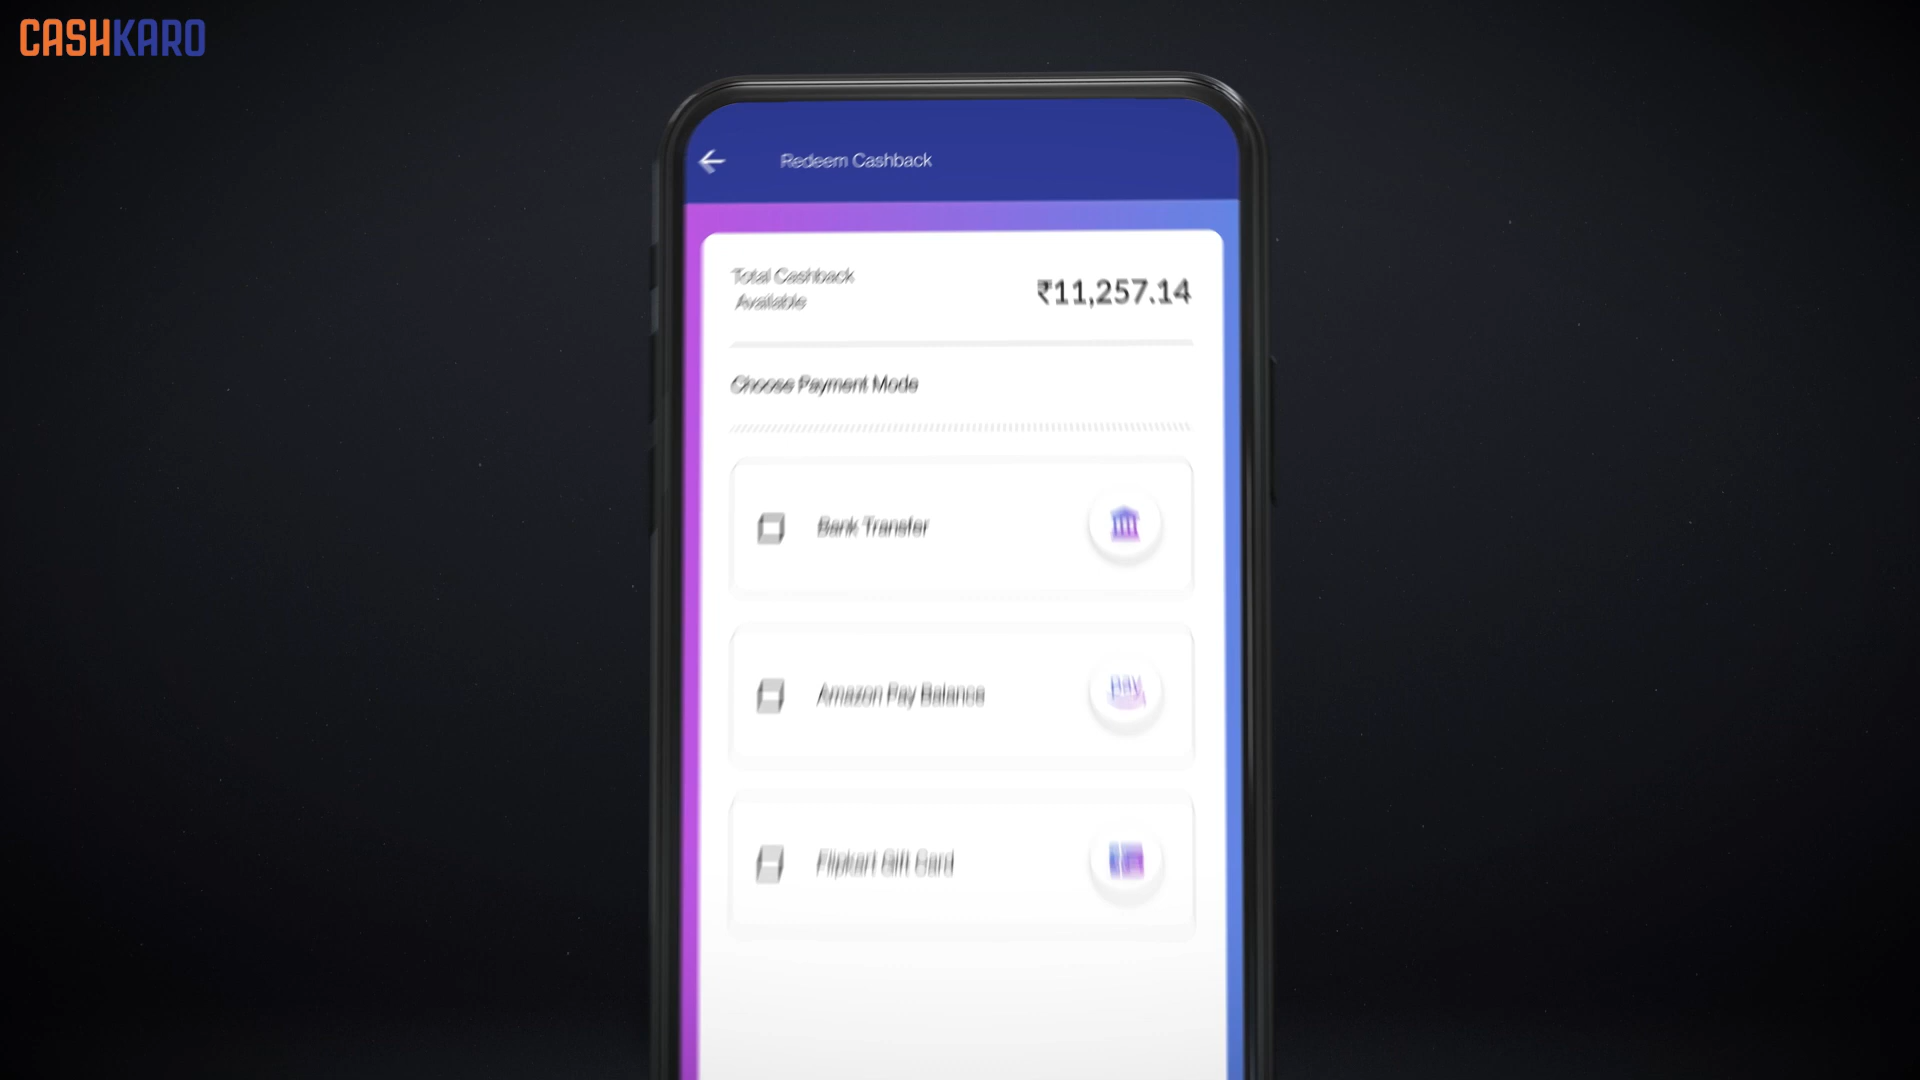 CASHKARO
Redeem Cashback
Total Cashback
Available
₹11,257.14
Choose Payment Mode
Bank Transfer
Amazon Pay Balance
pay
Flipkart Gift Card